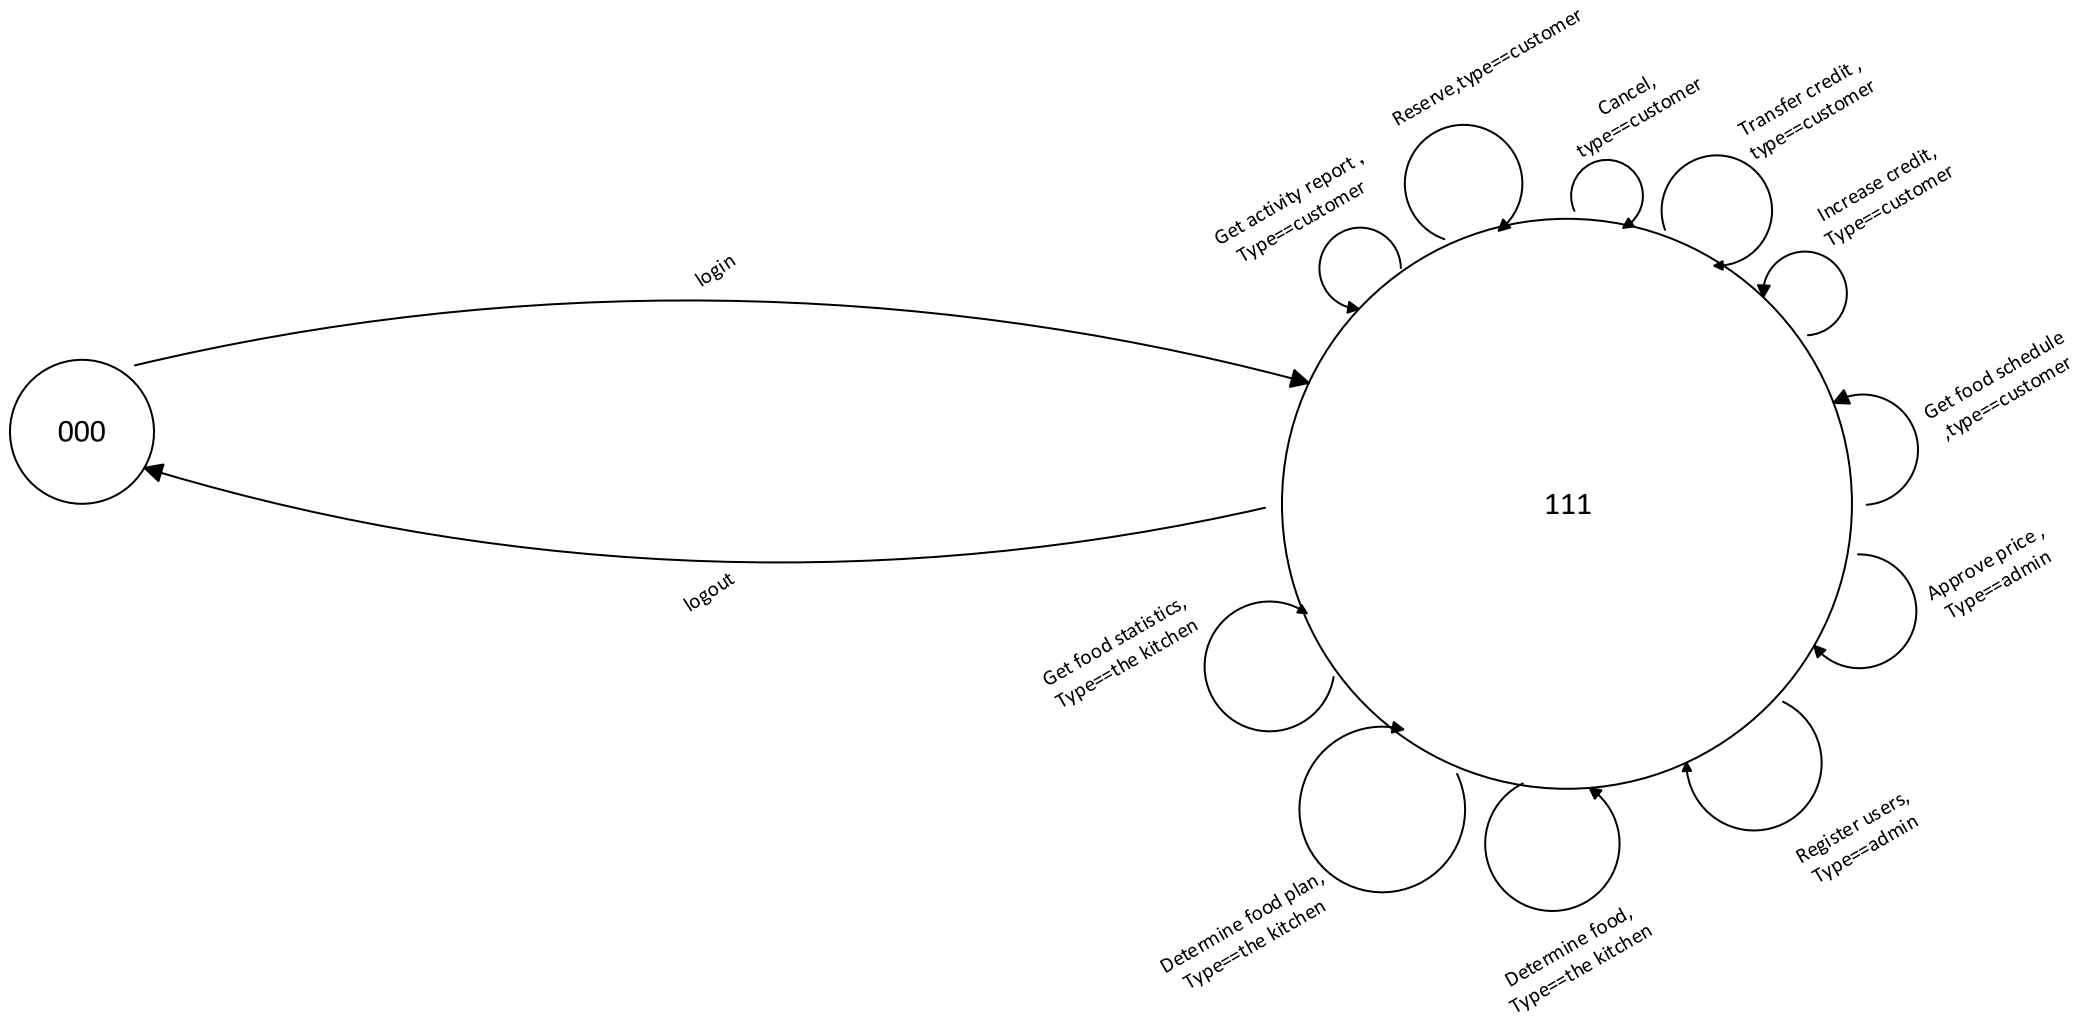 Reserve,type==customer
Cancel,
type==customer
Transfer credit ,
type==customer
Get activity report ,
Type==customer
Increase credit,
Type==customer
login
Get food schedule
,type==customer
000
111
Approve price ,
Type==admin
logout
Get food statistics,
Type==the kitchen
Register users,
Type==admin
Determine food plan,
Type==the kitchen
Determine food,
Type==the kitchen